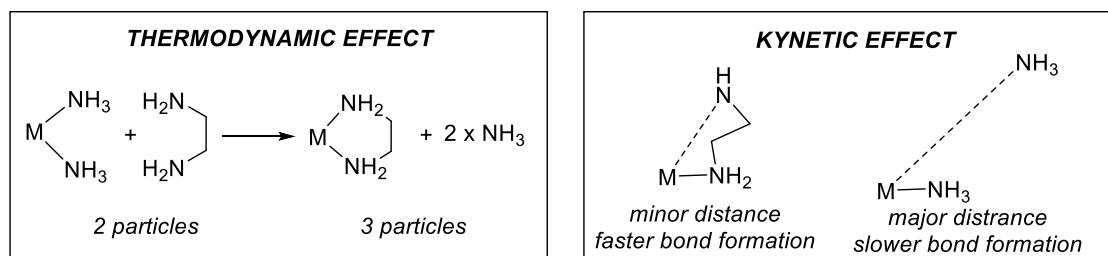 THERMODYNAMIC EFFECT
NH3
H2N
M
+
NH3
H2N
M
NH2
NH2
+ 2 x NH3
2 particles
3 particles
KYNETIC EFFECT
H
N
M
NH2
minor distance
faster bond formation
NH3
M
NH3
major distrance
slower bond formation